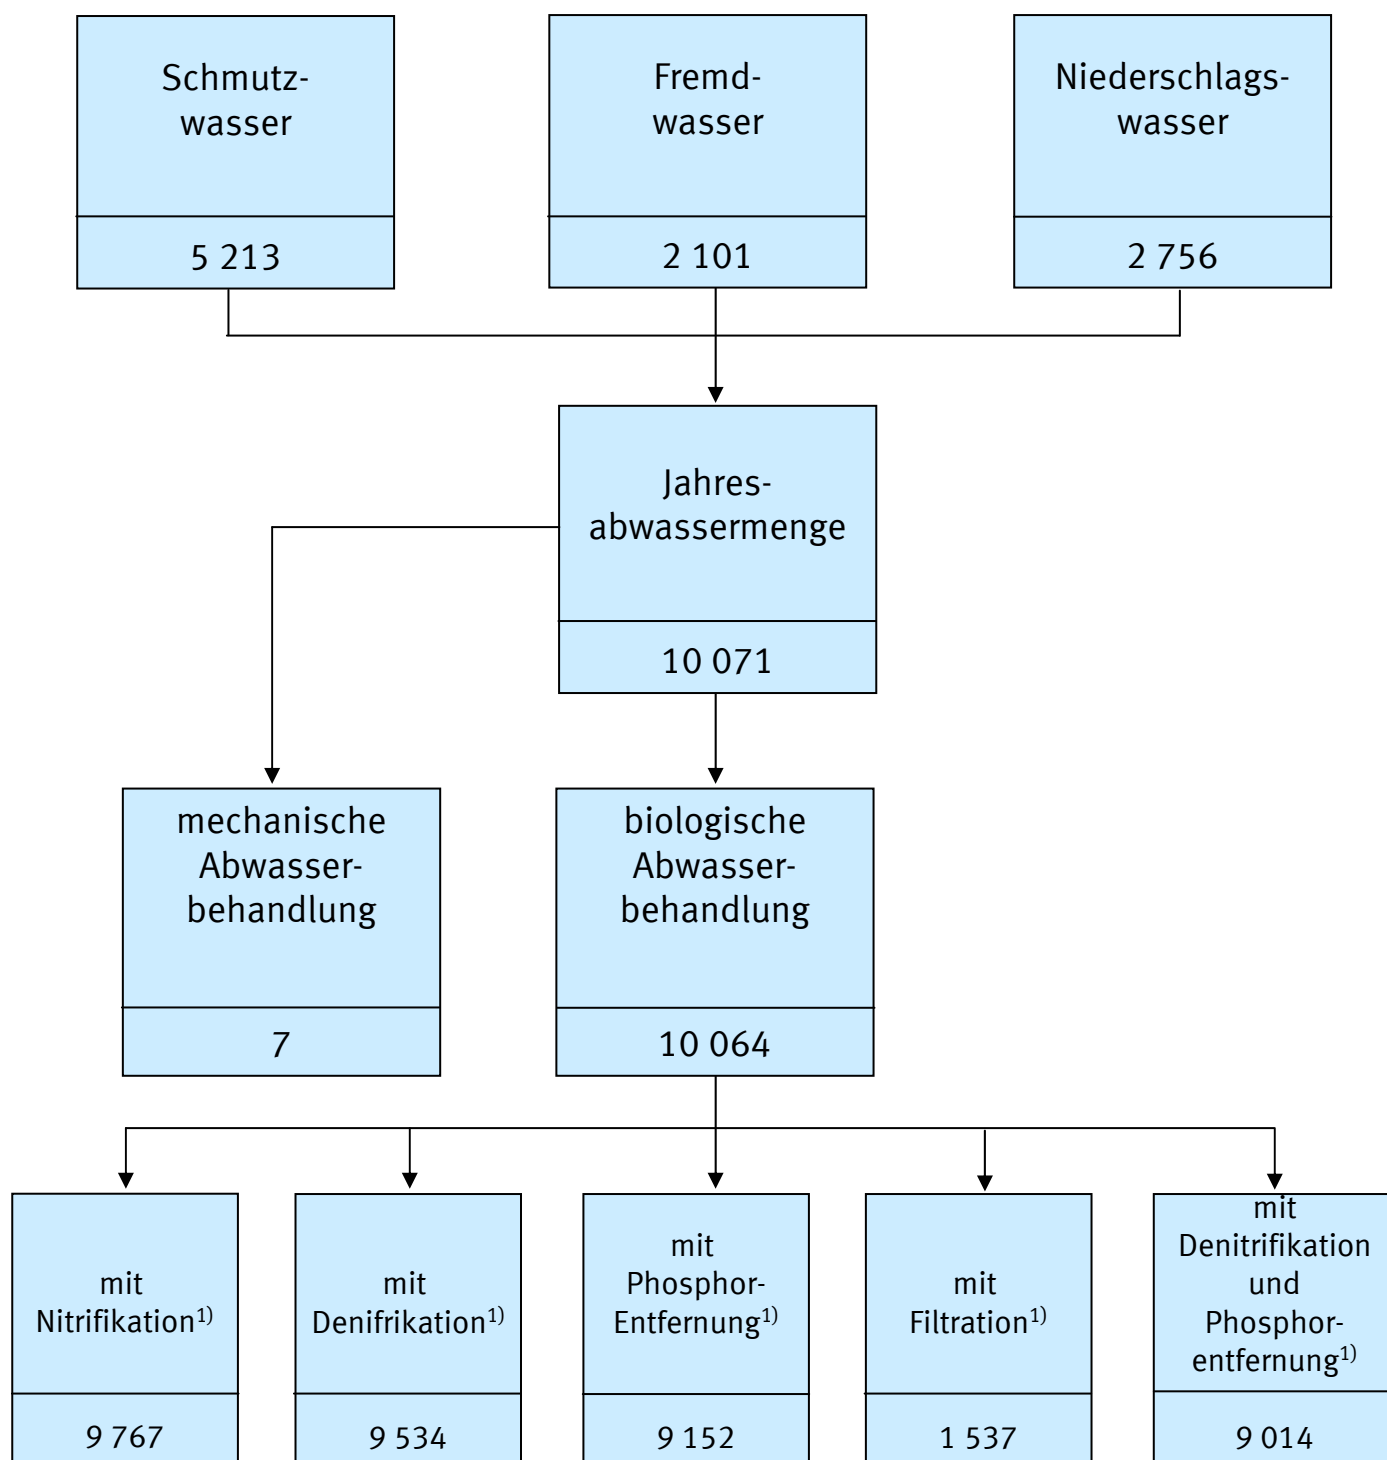 Schmutz-
wasser
5 213
Fremd-
wasser
2 101
Niederschlags-
wasser
2 756
Jahres-
abwassermenge
10 071
mechanische
Abwasser-
behandlung
7
biologische
Abwasser-
behandlung
10 064
mit
Nitrifikation¹⁾
9 767
mit
Denifrikation¹⁾
9 534
mit
Phosphor-
Entfernung¹⁾
9 152
mit
Filtration¹⁾
1 537
mit
Denitrifikation
und
Phosphor-
entfernung¹⁾
9 014